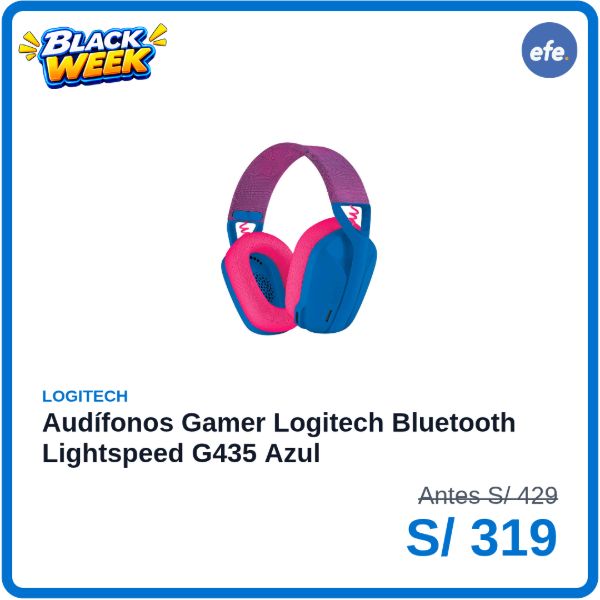 BLACK
WEEK
efe.
LOGITECH
Audífonos Gamer Logitech Bluetooth
Lightspeed G435 Azul
Antes S/ 429
S/ 319